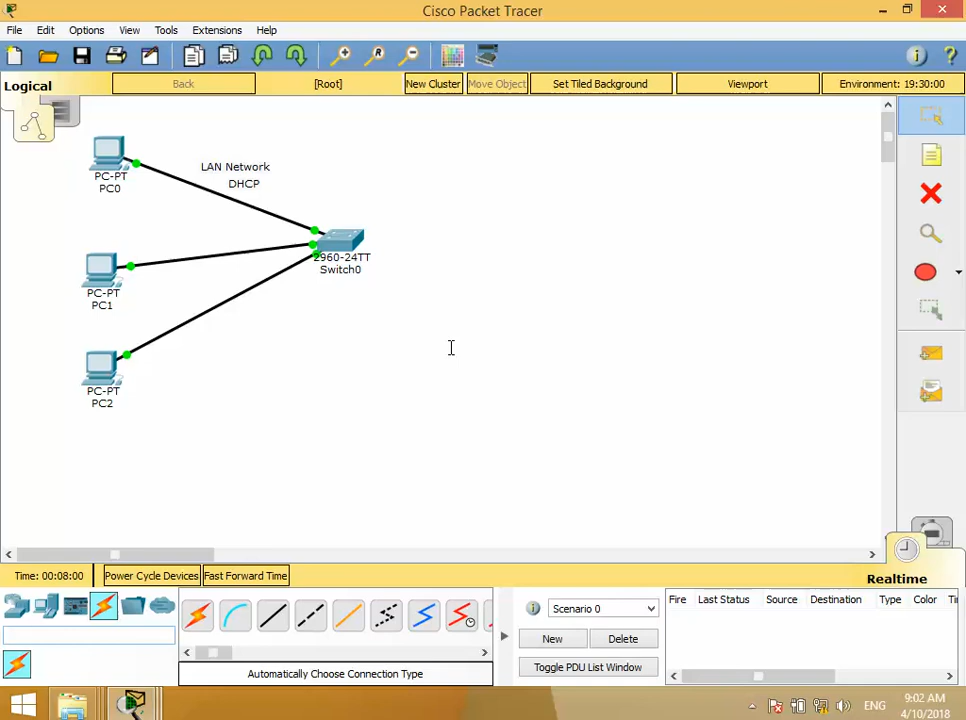 Cisco Packet Tracer
File Edit Options View Tools Extensions Help
Logical
Back
[Root]
New Cluster
Move Object
Set Tiled Background
Viewport
Environment: 19:30:00
PC-PT
PC0
LAN Network
DHCP
2960-24TT
Switch0
PC-PT
PC1
PC-PT
PC2
Time: 00:08:00
Power Cycle Devices
Fast Forward Time
Realtime
Scenario 0
New
Delete
Toggle PDU List Window
Fire Last Status Source Destination Type Color
Automatically Choose Connection Type
ENG
9:02 AM
4/10/2018